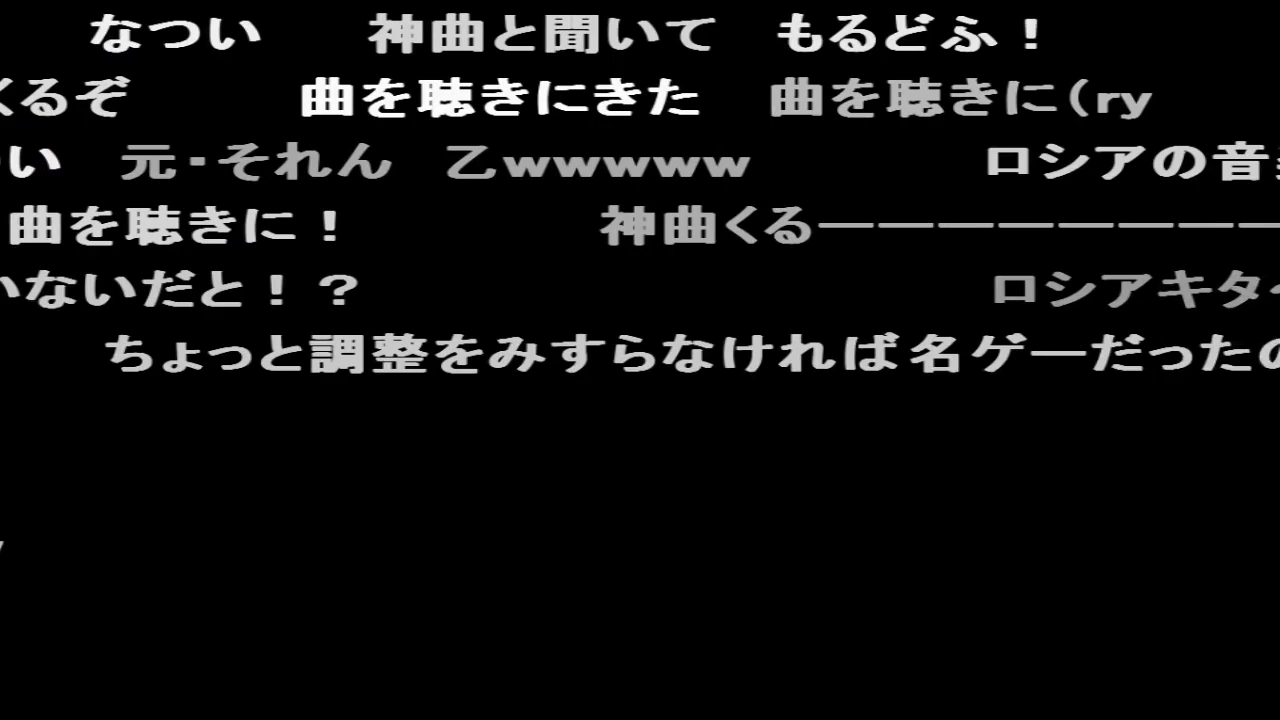 なつい 神曲と聞いて もるどふ！
くるぞ 曲を聴きにきた 曲を聴きに(ry
い 元・それん 乙wwwww ロシアの音
曲を聴きに！ 神曲くる―――――――――
いないだと！？ ロシアキタ
ちょっと調整をみすらなければ名ゲーだったの